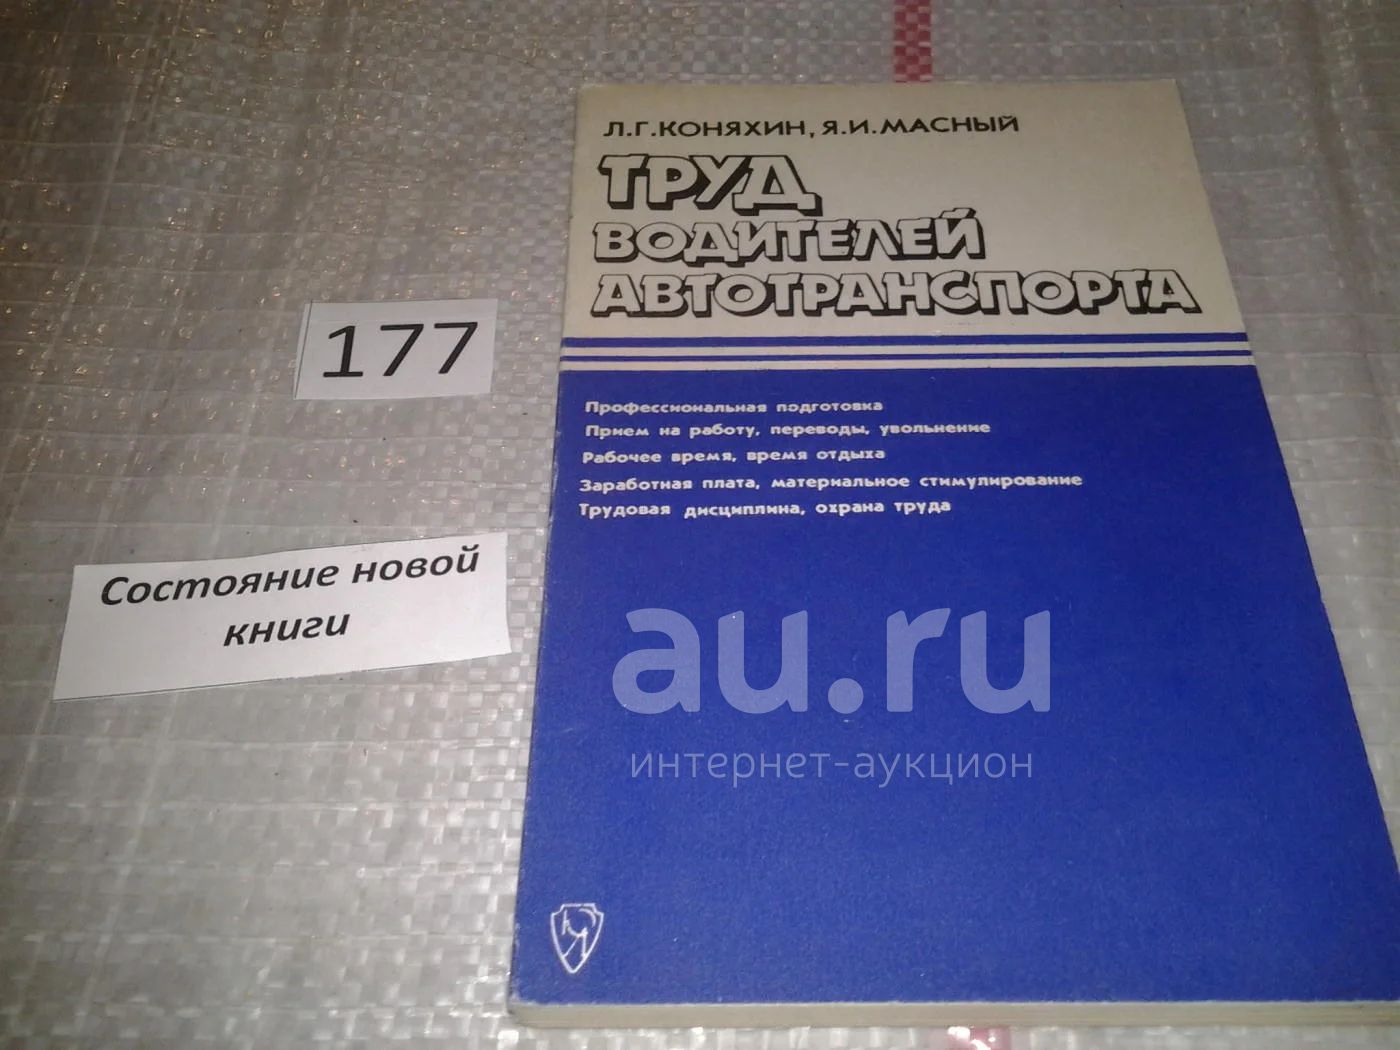 Л.Г.КОНЯХИН, Я.И.МАСНЫЙ
ТРУД
ВОДИТЕЛЕЙ
АВТОТРАНСПОРТА
177
Профессиональная подготовка
Прием на работу, переводы, увольнение
Рабочее время, время отдыха
Заработная плата, материальное стимулирование
Трудовая дисциплина, охрана труда
Состояние новой
книги
au.ru
интернет-аукцион